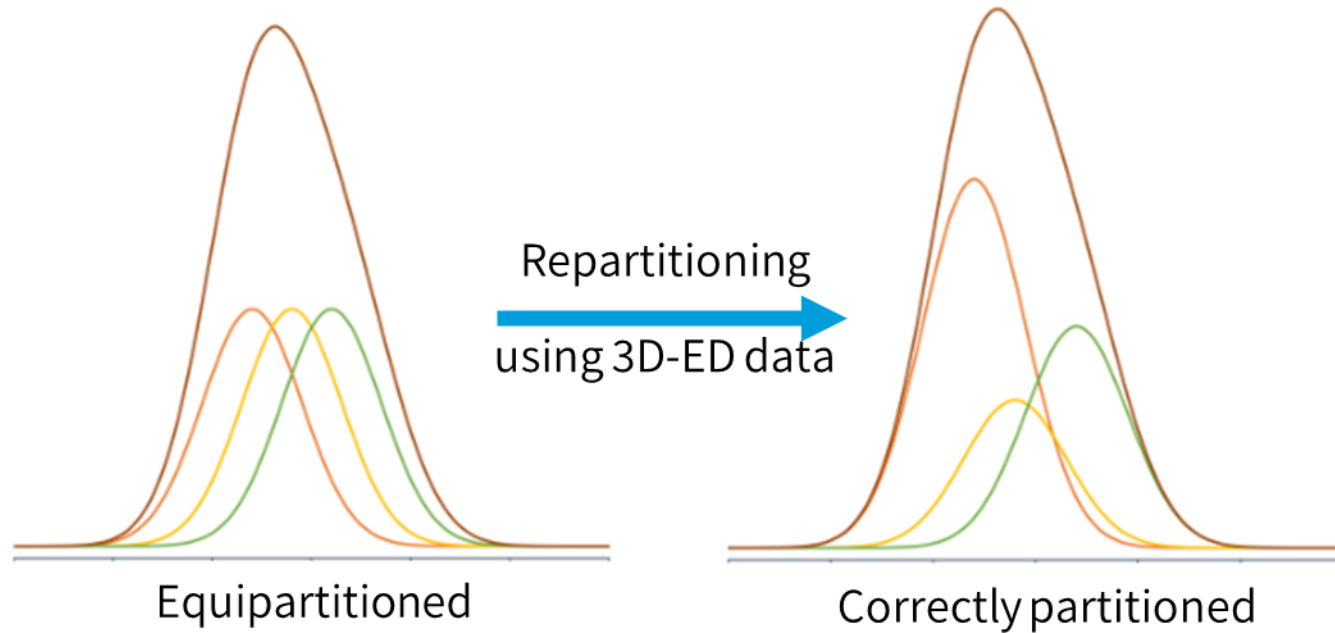 Repartitioning
using 3D-ED data
Equipartitioned
Correctly partitioned